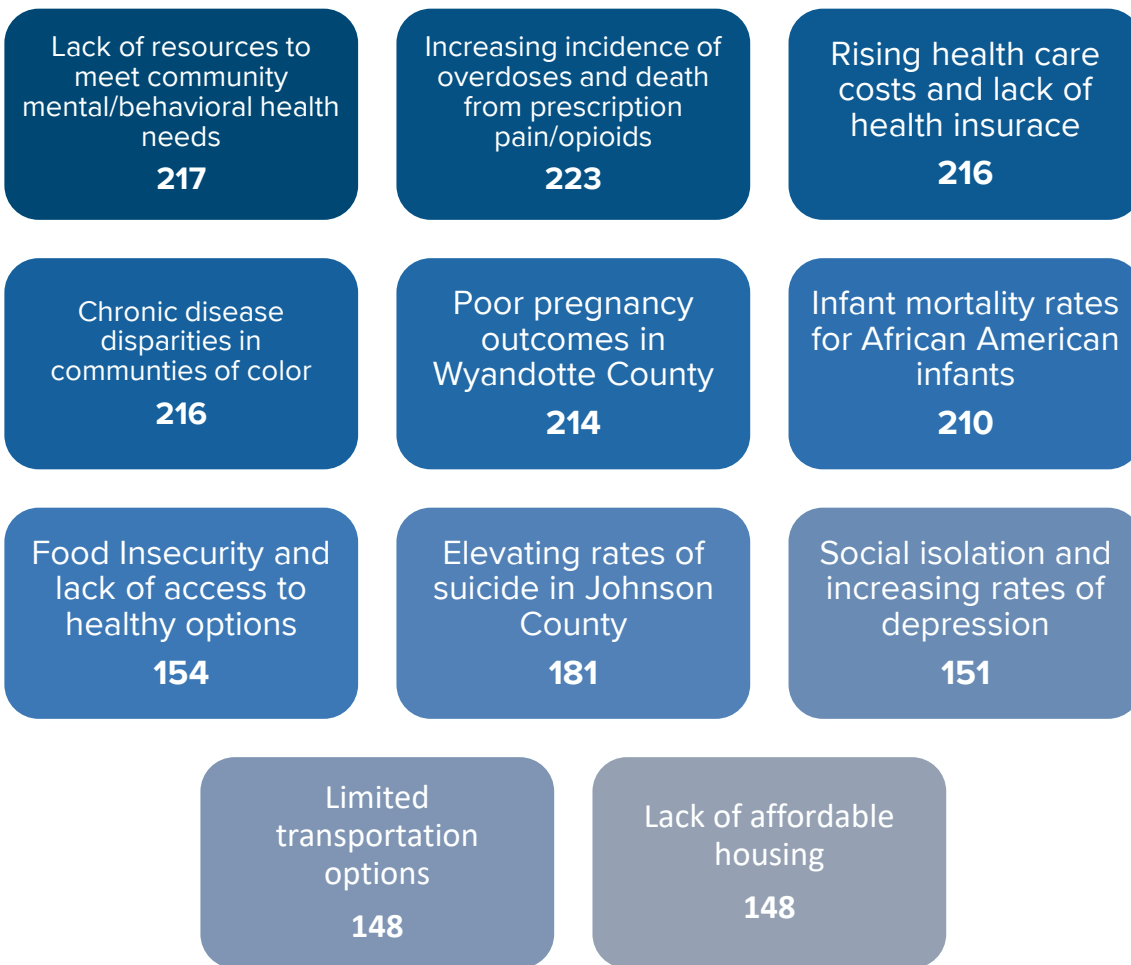 Lack of resources to
meet community
mental/behavioral health
needs
217
Increasing incidence of
overdoses and death
from prescription
pain/opioids
223
Rising health care
costs and lack of
health insurace
216
Chronic disease
disparities in
communties of color
216
Poor pregnancy
outcomes in
Wyandotte County
214
Infant mortality rates
for African American
infants
210
Food Insecurity and
lack of access to
healthy options
154
Elevating rates of
suicide in Johnson
County
181
Social isolation and
increasing rates of
depression
151
Limited
transportation
options
148
Lack of affordable
housing
148